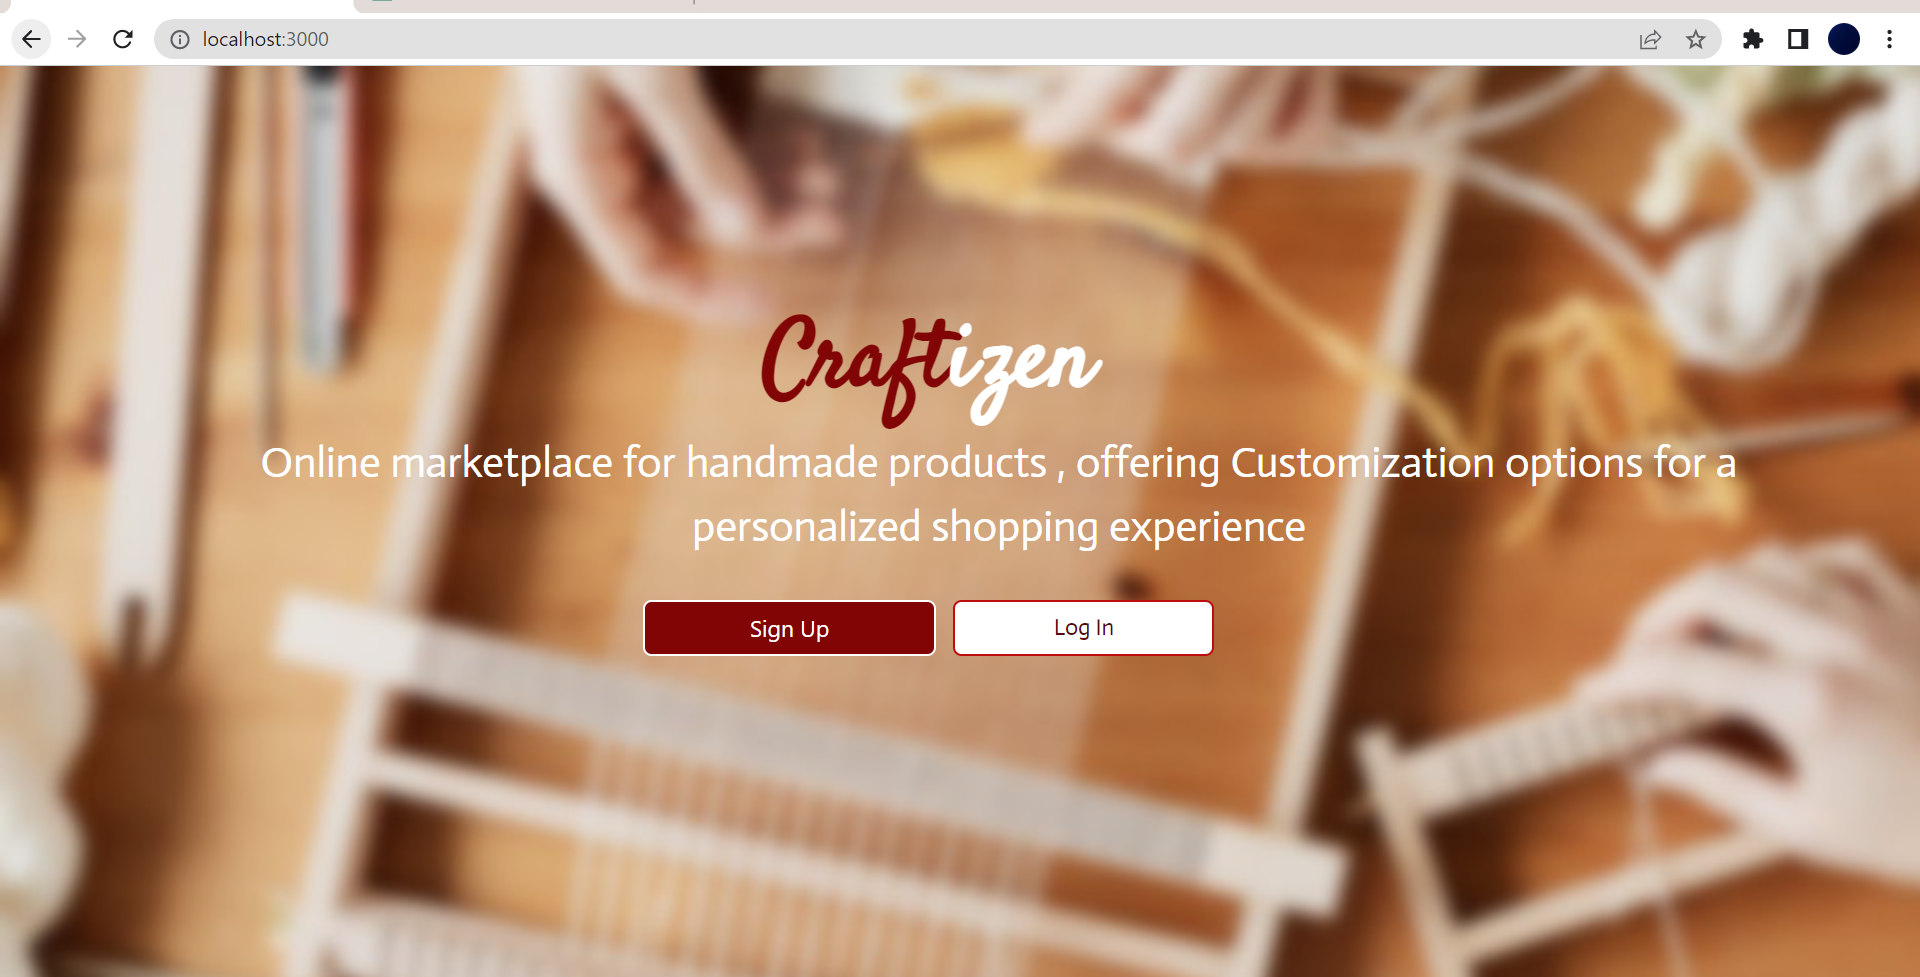 localhost:3000
Craftizen
Online marketplace for handmade products , offering Customization options for a
personalized shopping experience
Sign Up
Log In